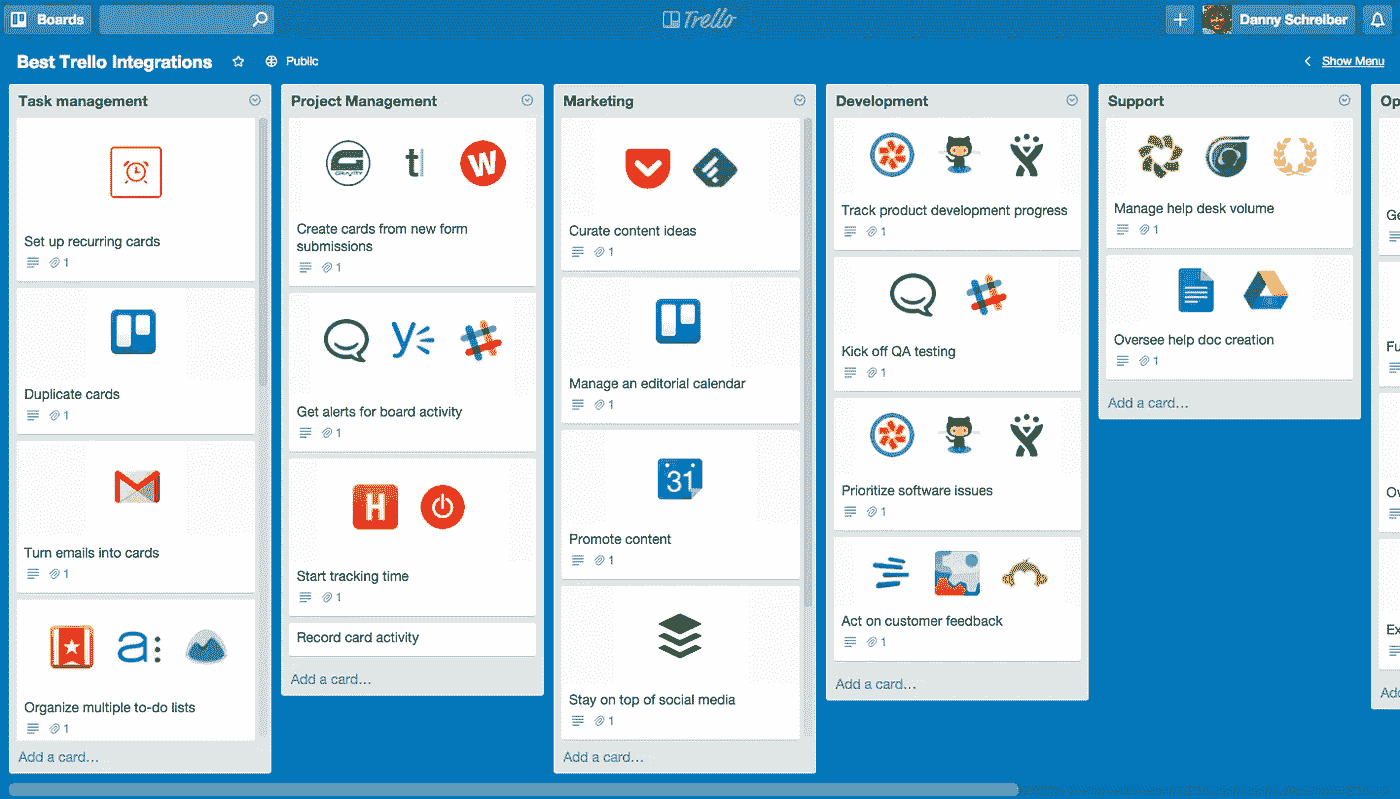 Boards
Trello
Danny Schreiber
Best Trello Integrations
Public
Show Menu
Task management
Set up recurring cards
1
Duplicate cards
1
31
Turn emails into cards
1
a:
Organize multiple to-do lists
1
Add a card…
Project Management
GRAVITY
t
W
Create cards from new form
submissions
1
Get alerts for board activity
1
H
Start tracking time
1
Record card activity
Add a card…
Marketing
Curate content ideas
1
Manage an editorial calendar
1
Promote content
1
Stay on top of social media
1
Add a card…
Development
Track product development progress
1
Kick off QA testing
1
Prioritize software issues
1
Act on customer feedback
1
Add a card…
Support
Manage help desk volume
1
Oversee help doc creation
1
Add a card…
Op
Ge
Fu
Ov
Ex
Add